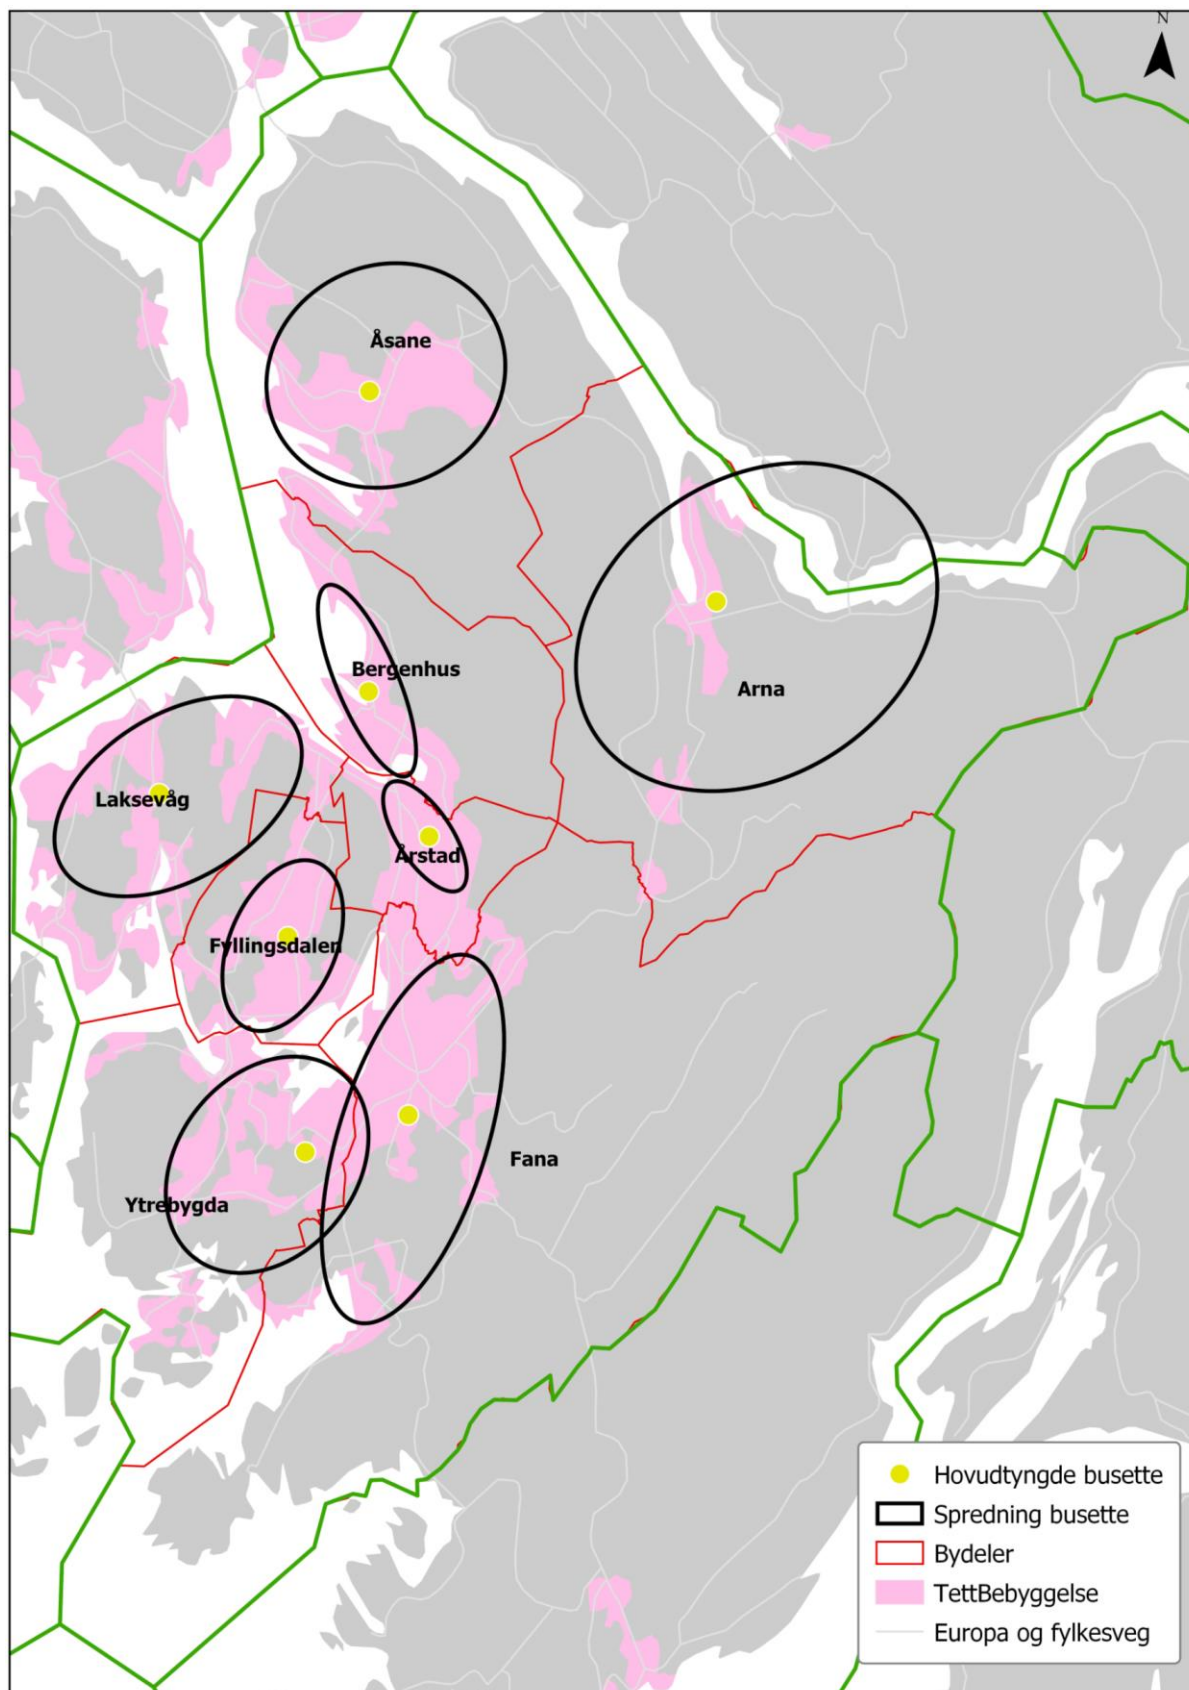 N
Åsane
Bergenhus
Arna
Laksevåg
Årstad
Fyllingsdalen
Fana
Ytrebygda
Hovudtyngde busette
Spredning busette
Bydeler
TettBebyggelse
Europa og fylkesveg